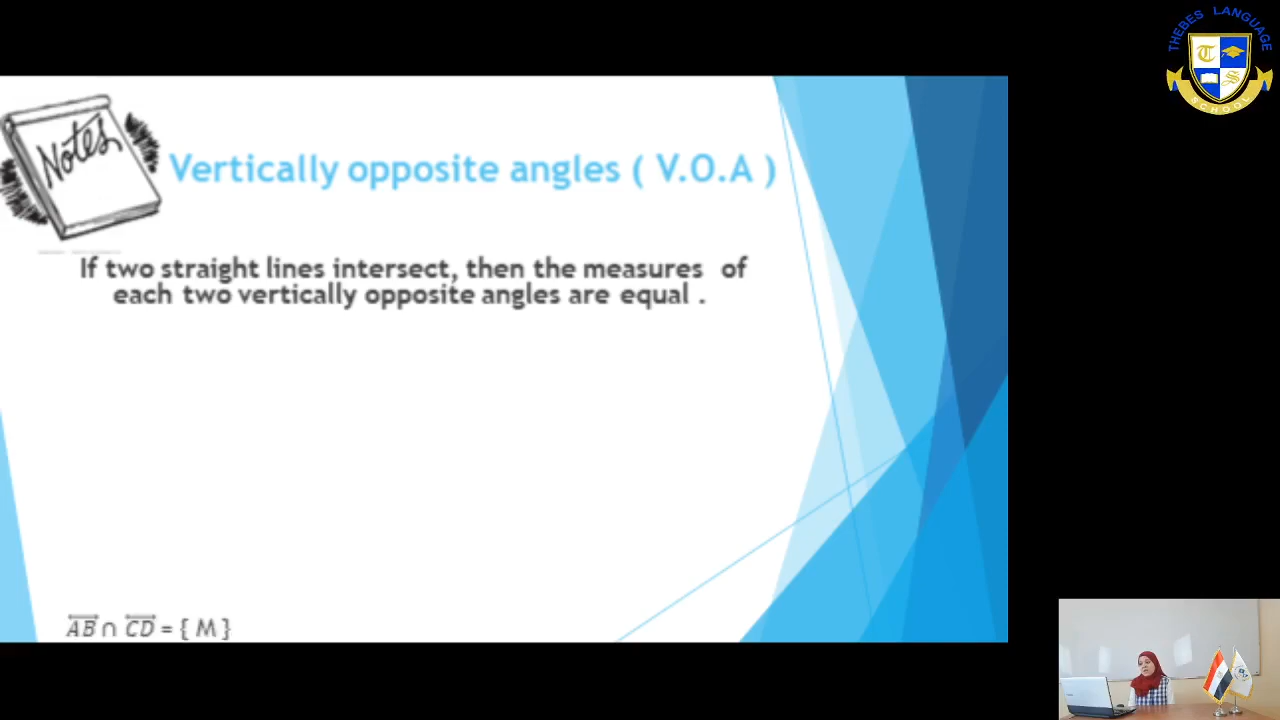 THEBES LANGUAGE
T S
SCHOOL
Notes
Vertically opposite angles ( V.O.A )
If two straight lines intersect, then the measures of
each two vertically opposite angles are equal .
AB ∩ CD = { M }